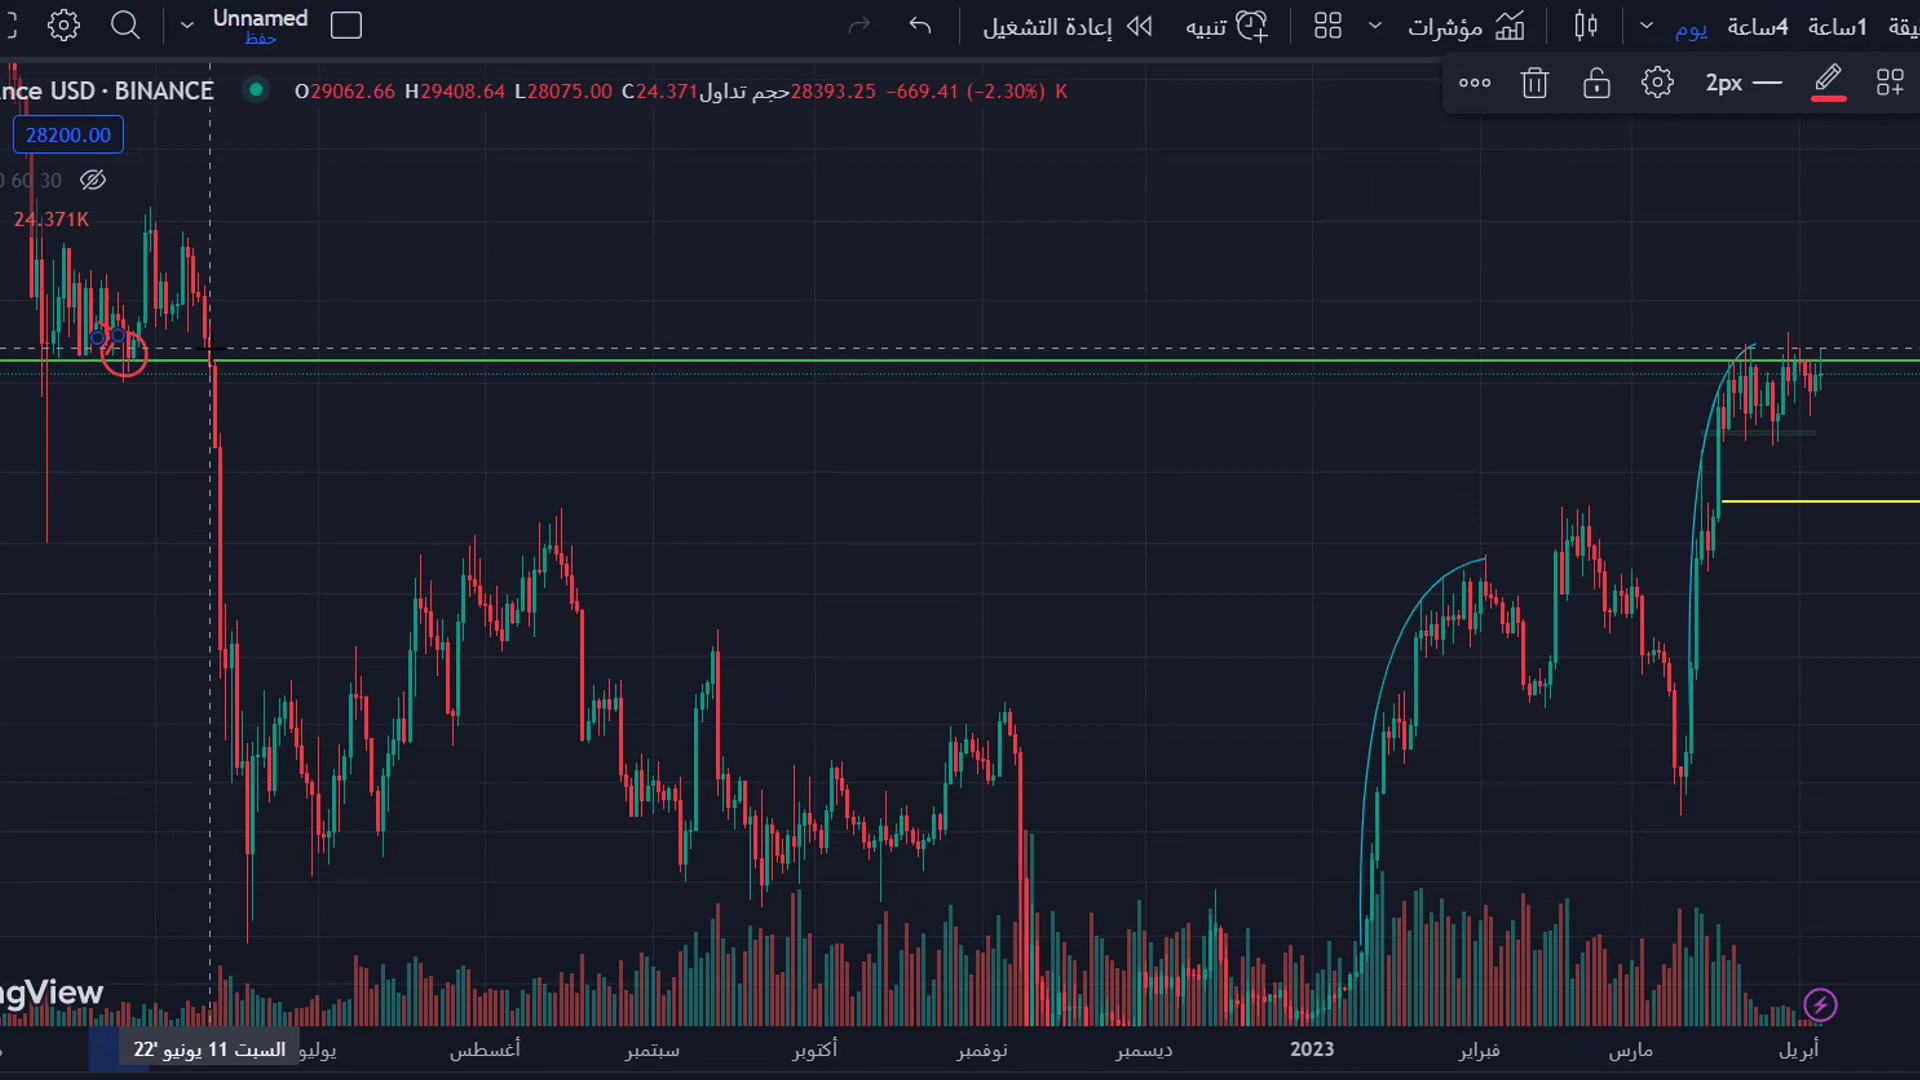 Unnamed
حفظ
إعادة التشغيل
تنبيه
مؤشرات
يوم
4ساعة
1ساعة
nce USD · BINANCE
O29062.66 H29408.64 L28075.00 C24.371حجم تداول28393.25 −669.41 (−2.30%) K
2px
28200.00
0 60 30
24.371K
ngView
السبت 11 يونيو '22
يوليو
أغسطس
سبتمبر
أكتوبر
نوفمبر
ديسمبر
2023
فبراير
مارس
أبريل